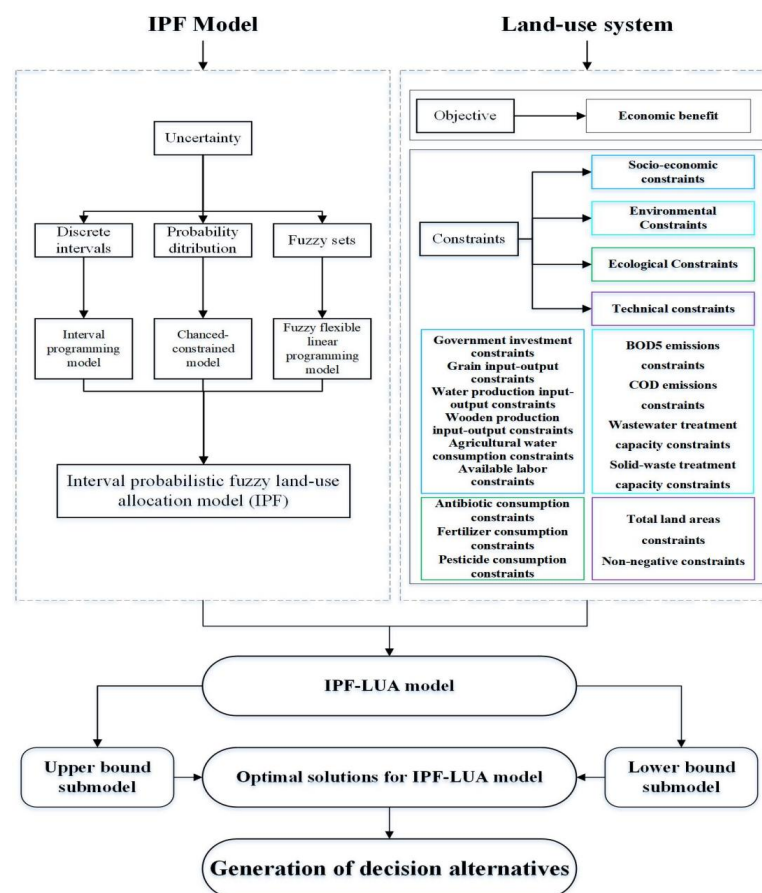 IPF Model
Land-use system
Uncertainty
Discrete
intervals
Probability
ditribution
Fuzzy sets
Interval
programming
model
Chanced-
constrained
model
Fuzzy flexible
linear
programming
model
Interval probabilistic fuzzy land-use
allocation model (IPF)
Objective
Economic benefit
Constraints
Socio-economic
constraints
Environmental
Constraints
Ecological Constraints
Technical constraints
Government investment
constraints
Grain input-output
constraints
Water production input-
output constraints
Wooden production
input-output constraints
Agricultural water
consumption constraints
Available labor
constraints
BOD5 emissions
constraints
COD emissions
constraints
Wastewater treatment
capacity constraints
Solid-waste treatment
capacity constraints
Antibiotic consumption
constraints
Fertilizer consumption
constraints
Pesticide consumption
constraints
Total land areas
constraints
Non-negative constraints
IPF-LUA model
Upper bound
submodel
Optimal solutions for IPF-LUA model
Lower bound
submodel
Generation of decision alternatives